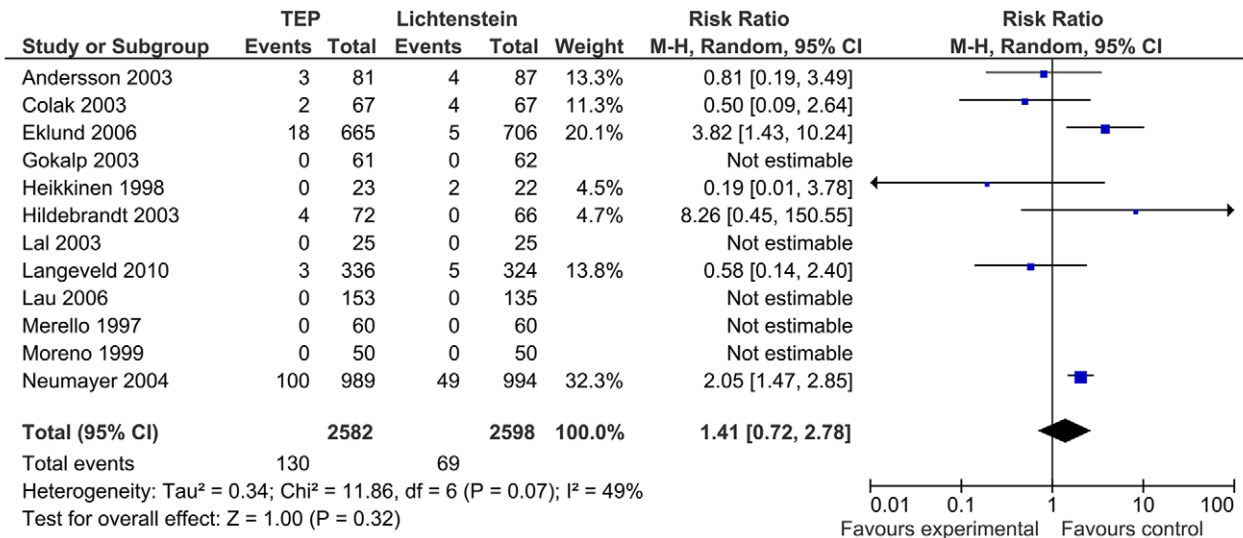 TEP Lichtenstein Risk Ratio Risk Ratio
Study or Subgroup Events Total Events Total Weight M-H, Random, 95% CI M-H, Random, 95% CI
Andersson 2003 3 81 4 87 13.3% 0.81 [0.19, 3.49]
Colak 2003 2 67 4 67 11.3% 0.50 [0.09, 2.64]
Eklund 2006 18 665 5 706 20.1% 3.82 [1.43, 10.24]
Gokalp 2003 0 61 0 62 Not estimable
Heikkinen 1998 0 23 2 22 4.5% 0.19 [0.01, 3.78]
Hildebrandt 2003 4 72 0 66 4.7% 8.26 [0.45, 150.55]
Lal 2003 0 25 0 25 Not estimable
Langeveld 2010 3 336 5 324 13.8% 0.58 [0.14, 2.40]
Lau 2006 0 153 0 135 Not estimable
Merello 1997 0 60 0 60 Not estimable
Moreno 1999 0 50 0 50 Not estimable
Neumayer 2004 100 989 49 994 32.3% 2.05 [1.47, 2.85]
Total (95% CI) 2582 2598 100.0% 1.41 [0.72, 2.78]
Total events 130 69
Heterogeneity: Tau² = 0.34; Chi² = 11.86, df = 6 (P = 0.07); I² = 49%
Test for overall effect: Z = 1.00 (P = 0.32)
0.01 0.1 1 10 100
Favours experimental Favours control